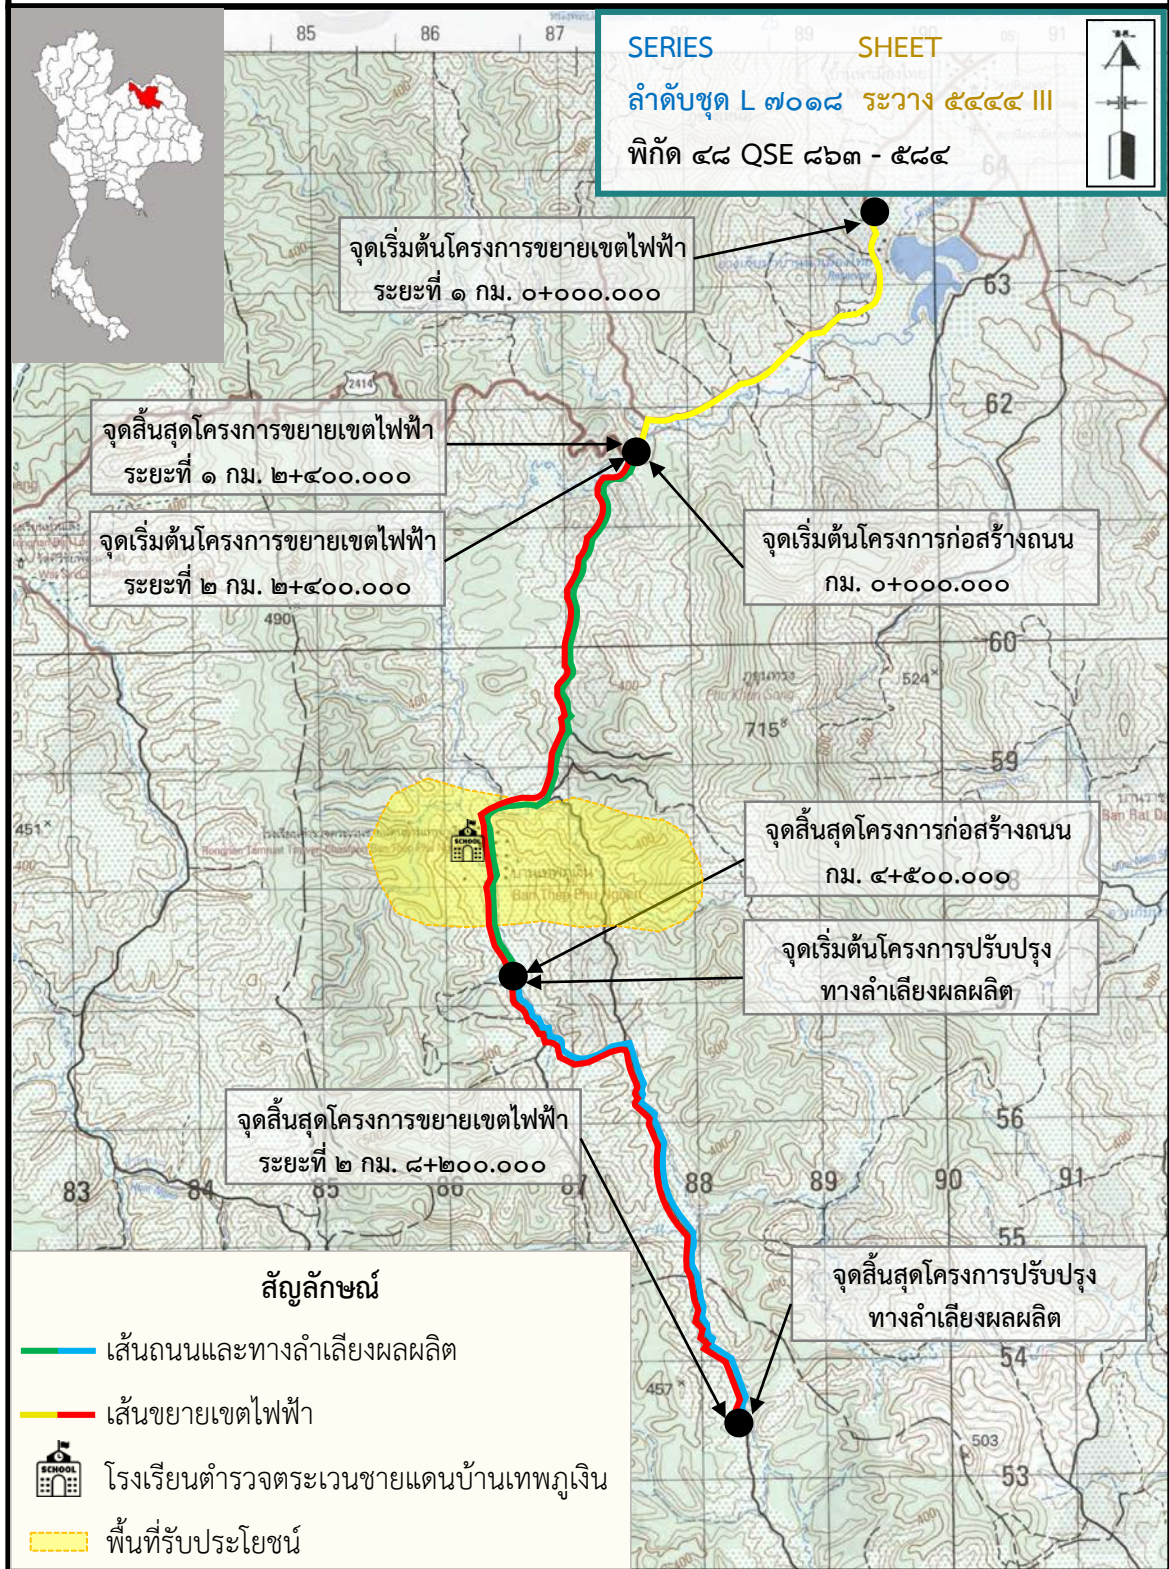 85
86
87
89
91
SERIES
SHEET
ลำดับชุด L ๗๐๑๘
ระวาง ๕๔๔๔ III
พิกัด ๔๘ QSE ๘๖๓ - ๕๘๔
64
จุดเริ่มต้นโครงการขยายเขตไฟฟ้า
ระยะที่ ๑ กม. ๐+๐๐๐.๐๐๐
Reservoir
63
2414
62
จุดสิ้นสุดโครงการขยายเขตไฟฟ้า
ระยะที่ ๑ กม. ๒+๔๐๐.๐๐๐
จุดเริ่มต้นโครงการขยายเขตไฟฟ้า
ระยะที่ ๒ กม. ๒+๔๐๐.๐๐๐
จุดเริ่มต้นโครงการก่อสร้างถนน
กม. ๐+๐๐๐.๐๐๐
490
60
524
715
59
451
จุดสิ้นสุดโครงการก่อสร้างถนน
กม. ๔+๕๐๐.๐๐๐
58
SCHOOL
บ้านเทพภูเงิน
Ban Thep Phu Ngoen
จุดเริ่มต้นโครงการปรับปรุง
ทางลำเลียงผลผลิต
56
จุดสิ้นสุดโครงการขยายเขตไฟฟ้า
ระยะที่ ๒ กม. ๘+๒๐๐.๐๐๐
83
84
85
86
87
88
89
90
91
55
จุดสิ้นสุดโครงการปรับปรุง
ทางลำเลียงผลผลิต
54
457
503
53
สัญลักษณ์
เส้นถนนและทางลำเลียงผลผลิต
เส้นขยายเขตไฟฟ้า
SCHOOL
โรงเรียนตำรวจตระเวนชายแดนบ้านเทพภูเงิน
พื้นที่รับประโยชน์